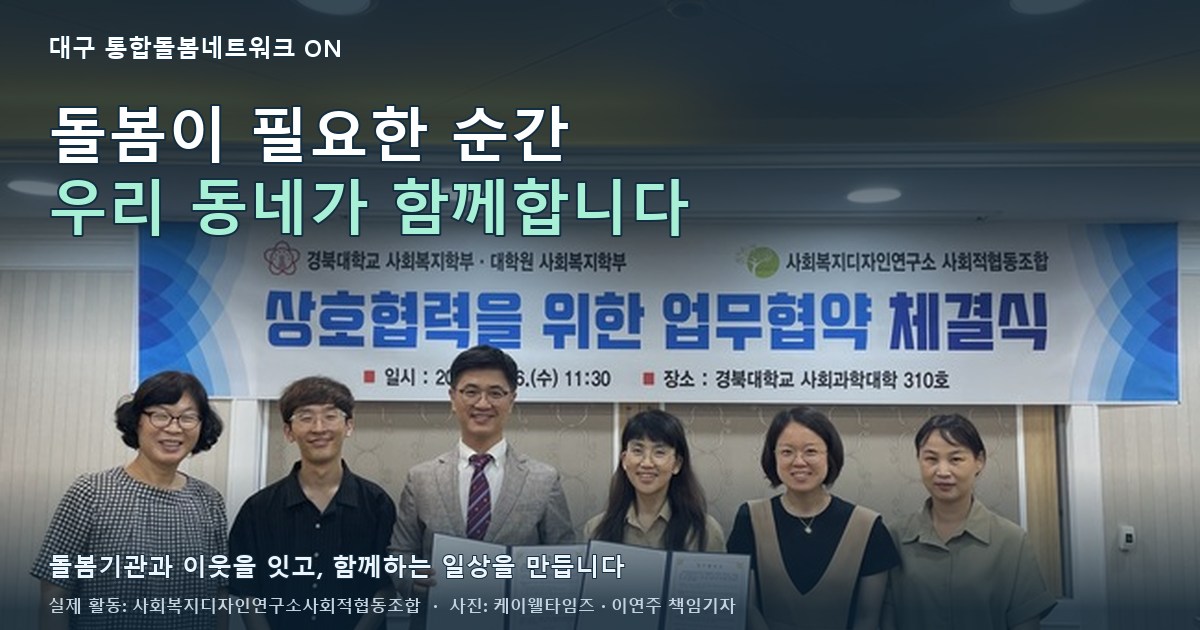 대구 통합돌봄네트워크 ON
돌봄이 필요한 순간
우리 동네가 함께합니다
경북대학교 사회복지학부 · 대학원 사회복지학부
사회복지디자인연구소 사회적협동조합
상호협력을 위한 업무협약 체결식
■ 일시 : 20 6.(수) 11:30 ■ 장소 : 경북대학교 사회과학대학 310호
돌봄기관과 이웃을 잇고, 함께하는 일상을 만듭니다
실제 활동: 사회복지디자인연구소사회적협동조합 · 사진: 케이웰타임즈 · 이연주 책임기자